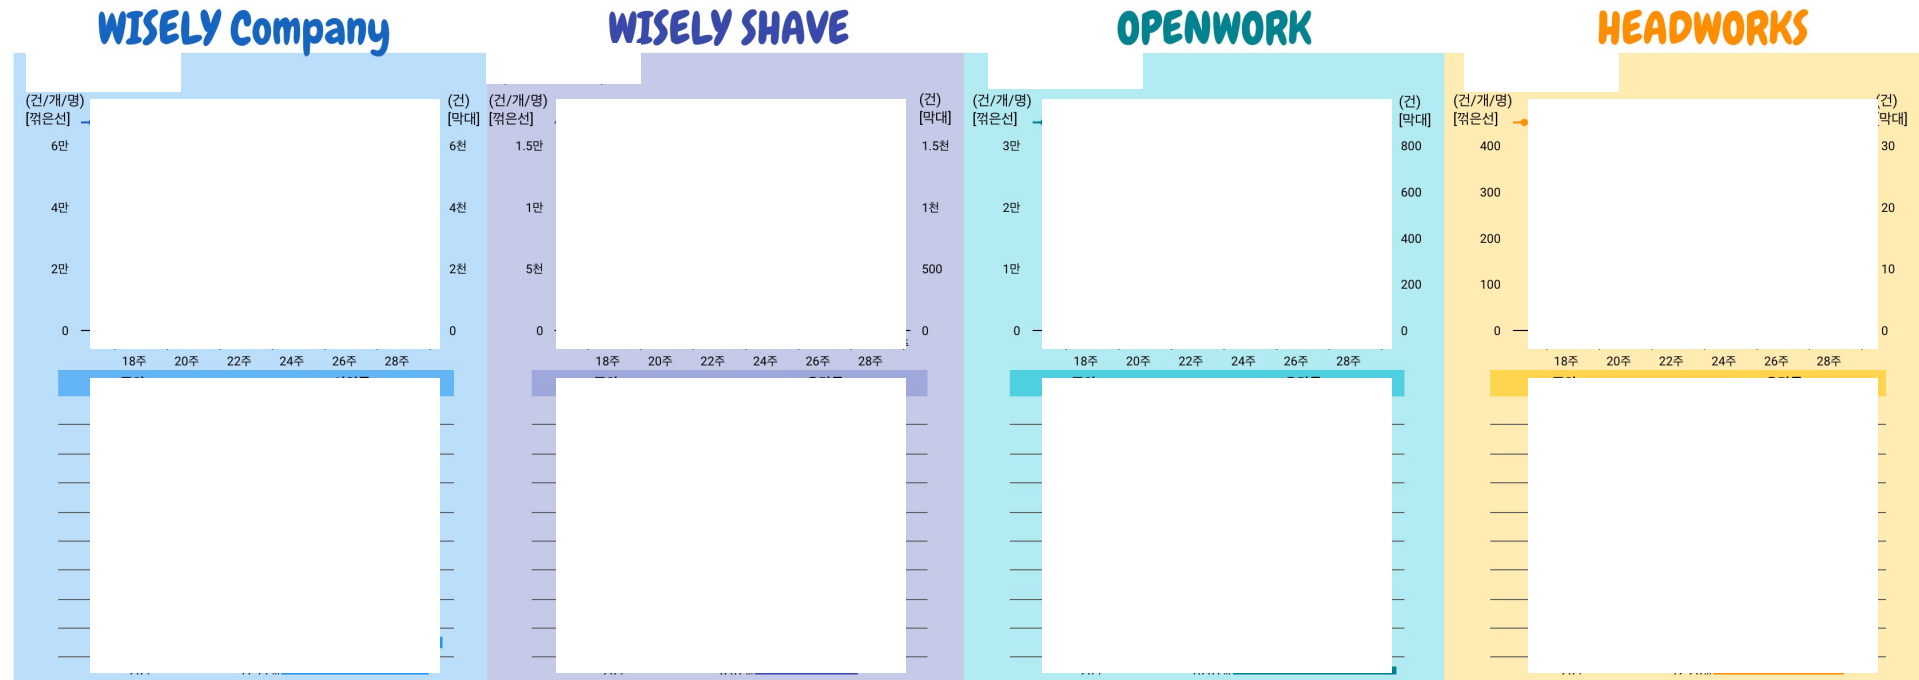 WISELY Company
WISELY SHAVE
OPENWORK
HEADWORKS
(건/개/명)
[꺾은선]
(건)
[막대]
6만
4만
2만
0
6천
4천
2천
0
18주 20주 22주 24주 26주 28주
(건/개/명)
[꺾은선]
(건)
[막대]
1.5만
1만
5천
0
1.5천
1천
500
0
18주 20주 22주 24주 26주 28주
(건/개/명)
[꺾은선]
(건)
[막대]
3만
2만
1만
0
800
600
400
200
0
18주 20주 22주 24주 26주 28주
(건/개/명)
[꺾은선]
(건)
[막대]
400
300
200
100
0
30
20
10
0
18주 20주 22주 24주 26주 28주